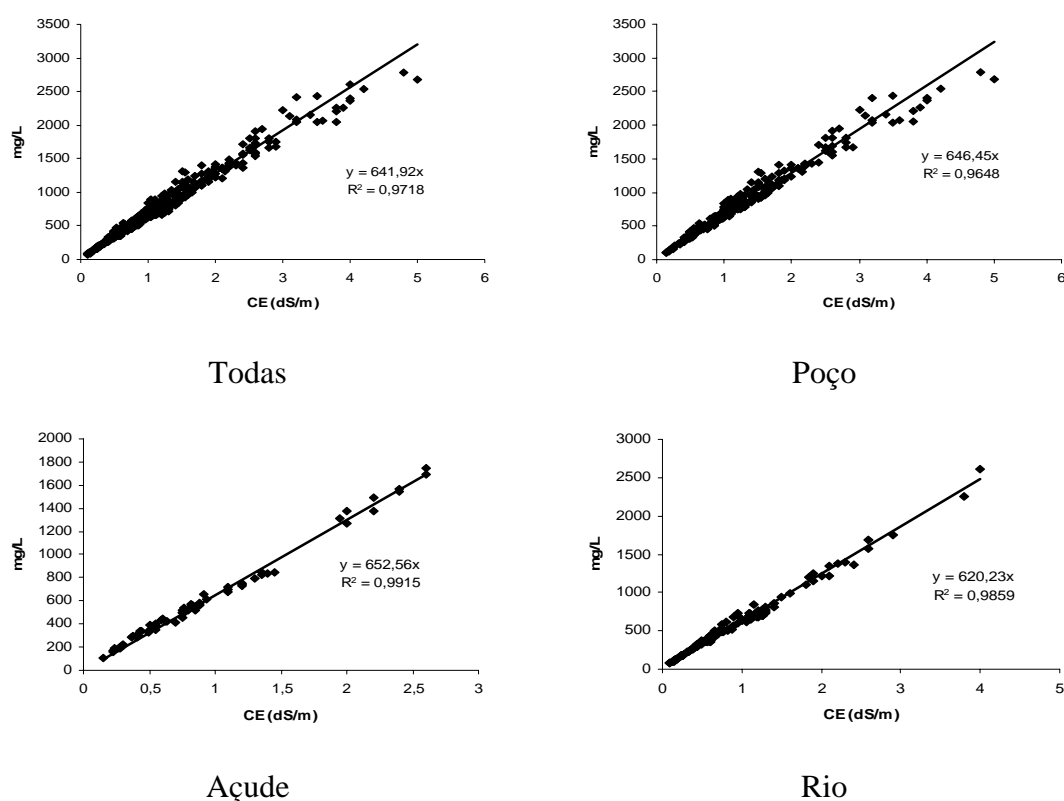 3500
3000
2500
2000
1500
1000
500
0
mg/L
y = 641,92x
R² = 0,9718
0 1 2 3 4 5 6
CE (dS/m)
Todas
3500
3000
2500
2000
1500
1000
500
0
mg/L
y = 646,45x
R² = 0,9648
0 1 2 3 4 5 6
CE (dS/m)
Poço
2000
1800
1600
1400
1200
1000
800
600
400
200
0
mg/L
y = 652,56x
R² = 0,9915
0 0,5 1 1,5 2 2,5 3
CE (dS/m)
Açude
3000
2500
2000
1500
1000
500
0
mg/L
y = 620,23x
R² = 0,9859
0 1 2 3 4 5
CE (dS/m)
Rio